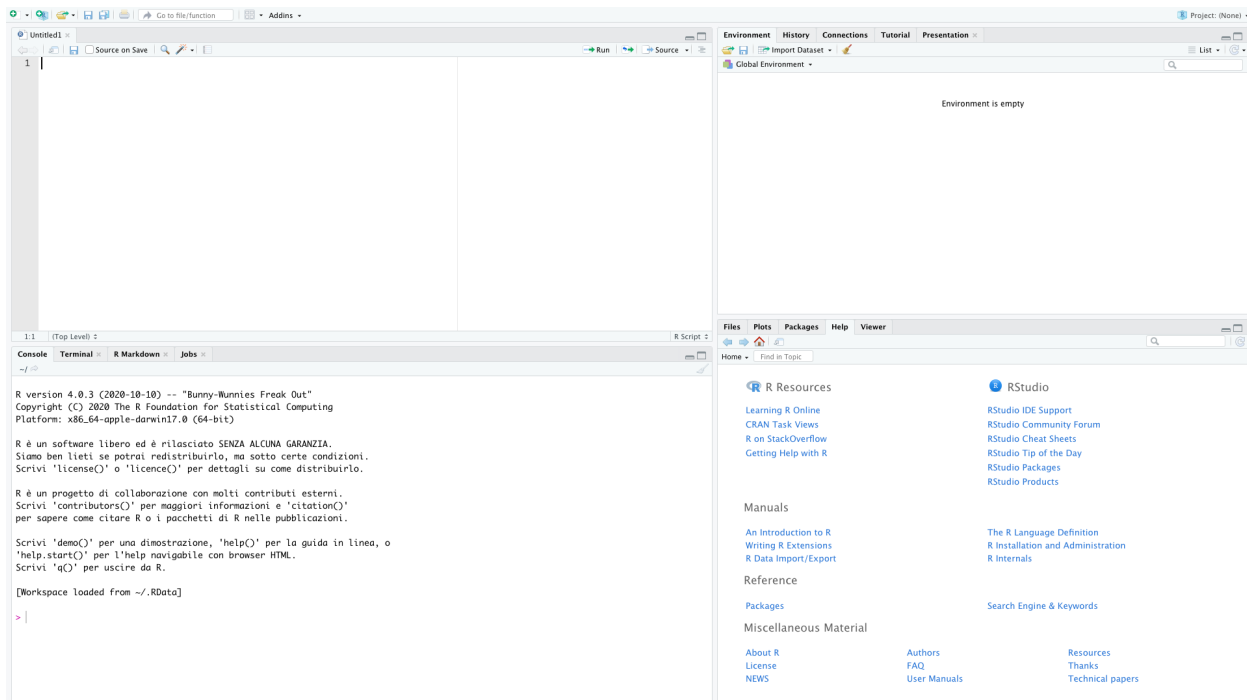 Go to file/function Addins Project: (None)
Untitled1
Source on Save Run Source
1
1:1 (Top Level) R Script
Console Terminal R Markdown Jobs
~/
R version 4.0.3 (2020-10-10) -- "Bunny-Wunnies Freak Out"
Copyright (C) 2020 The R Foundation for Statistical Computing
Platform: x86_64-apple-darwin17.0 (64-bit)
R è un software libero ed è rilasciato SENZA ALCUNA GARANZIA.
Siamo ben lieti se potrai redistribuirlo, ma sotto certe condizioni.
Scrivi 'license()' o 'licence()' per dettagli su come distribuirlo.
R è un progetto di collaborazione con molti contributi esterni.
Scrivi 'contributors()' per maggiori informazioni e 'citation()'
per sapere come citare R o i pacchetti di R nelle pubblicazioni.
Scrivi 'demo()' per una dimostrazione, 'help()' per la guida in linea, o
'help.start()' per l'help navigabile con browser HTML.
Scrivi 'q()' per uscire da R.
[Workspace loaded from ~/.RData]
>
Environment History Connections Tutorial Presentation
Import Dataset List
Global Environment
Environment is empty
Files Plots Packages Help Viewer
Home Find in Topic
R Resources RStudio
Learning R Online RStudio IDE Support
CRAN Task Views RStudio Community Forum
R on StackOverflow RStudio Cheat Sheets
Getting Help with R RStudio Tip of the Day
RStudio Packages
RStudio Products
Manuals
An Introduction to R The R Language Definition
Writing R Extensions R Installation and Administration
R Data Import/Export R Internals
Reference
Packages Search Engine & Keywords
Miscellaneous Material
About R Authors Resources
License FAQ Thanks
NEWS User Manuals Technical papers